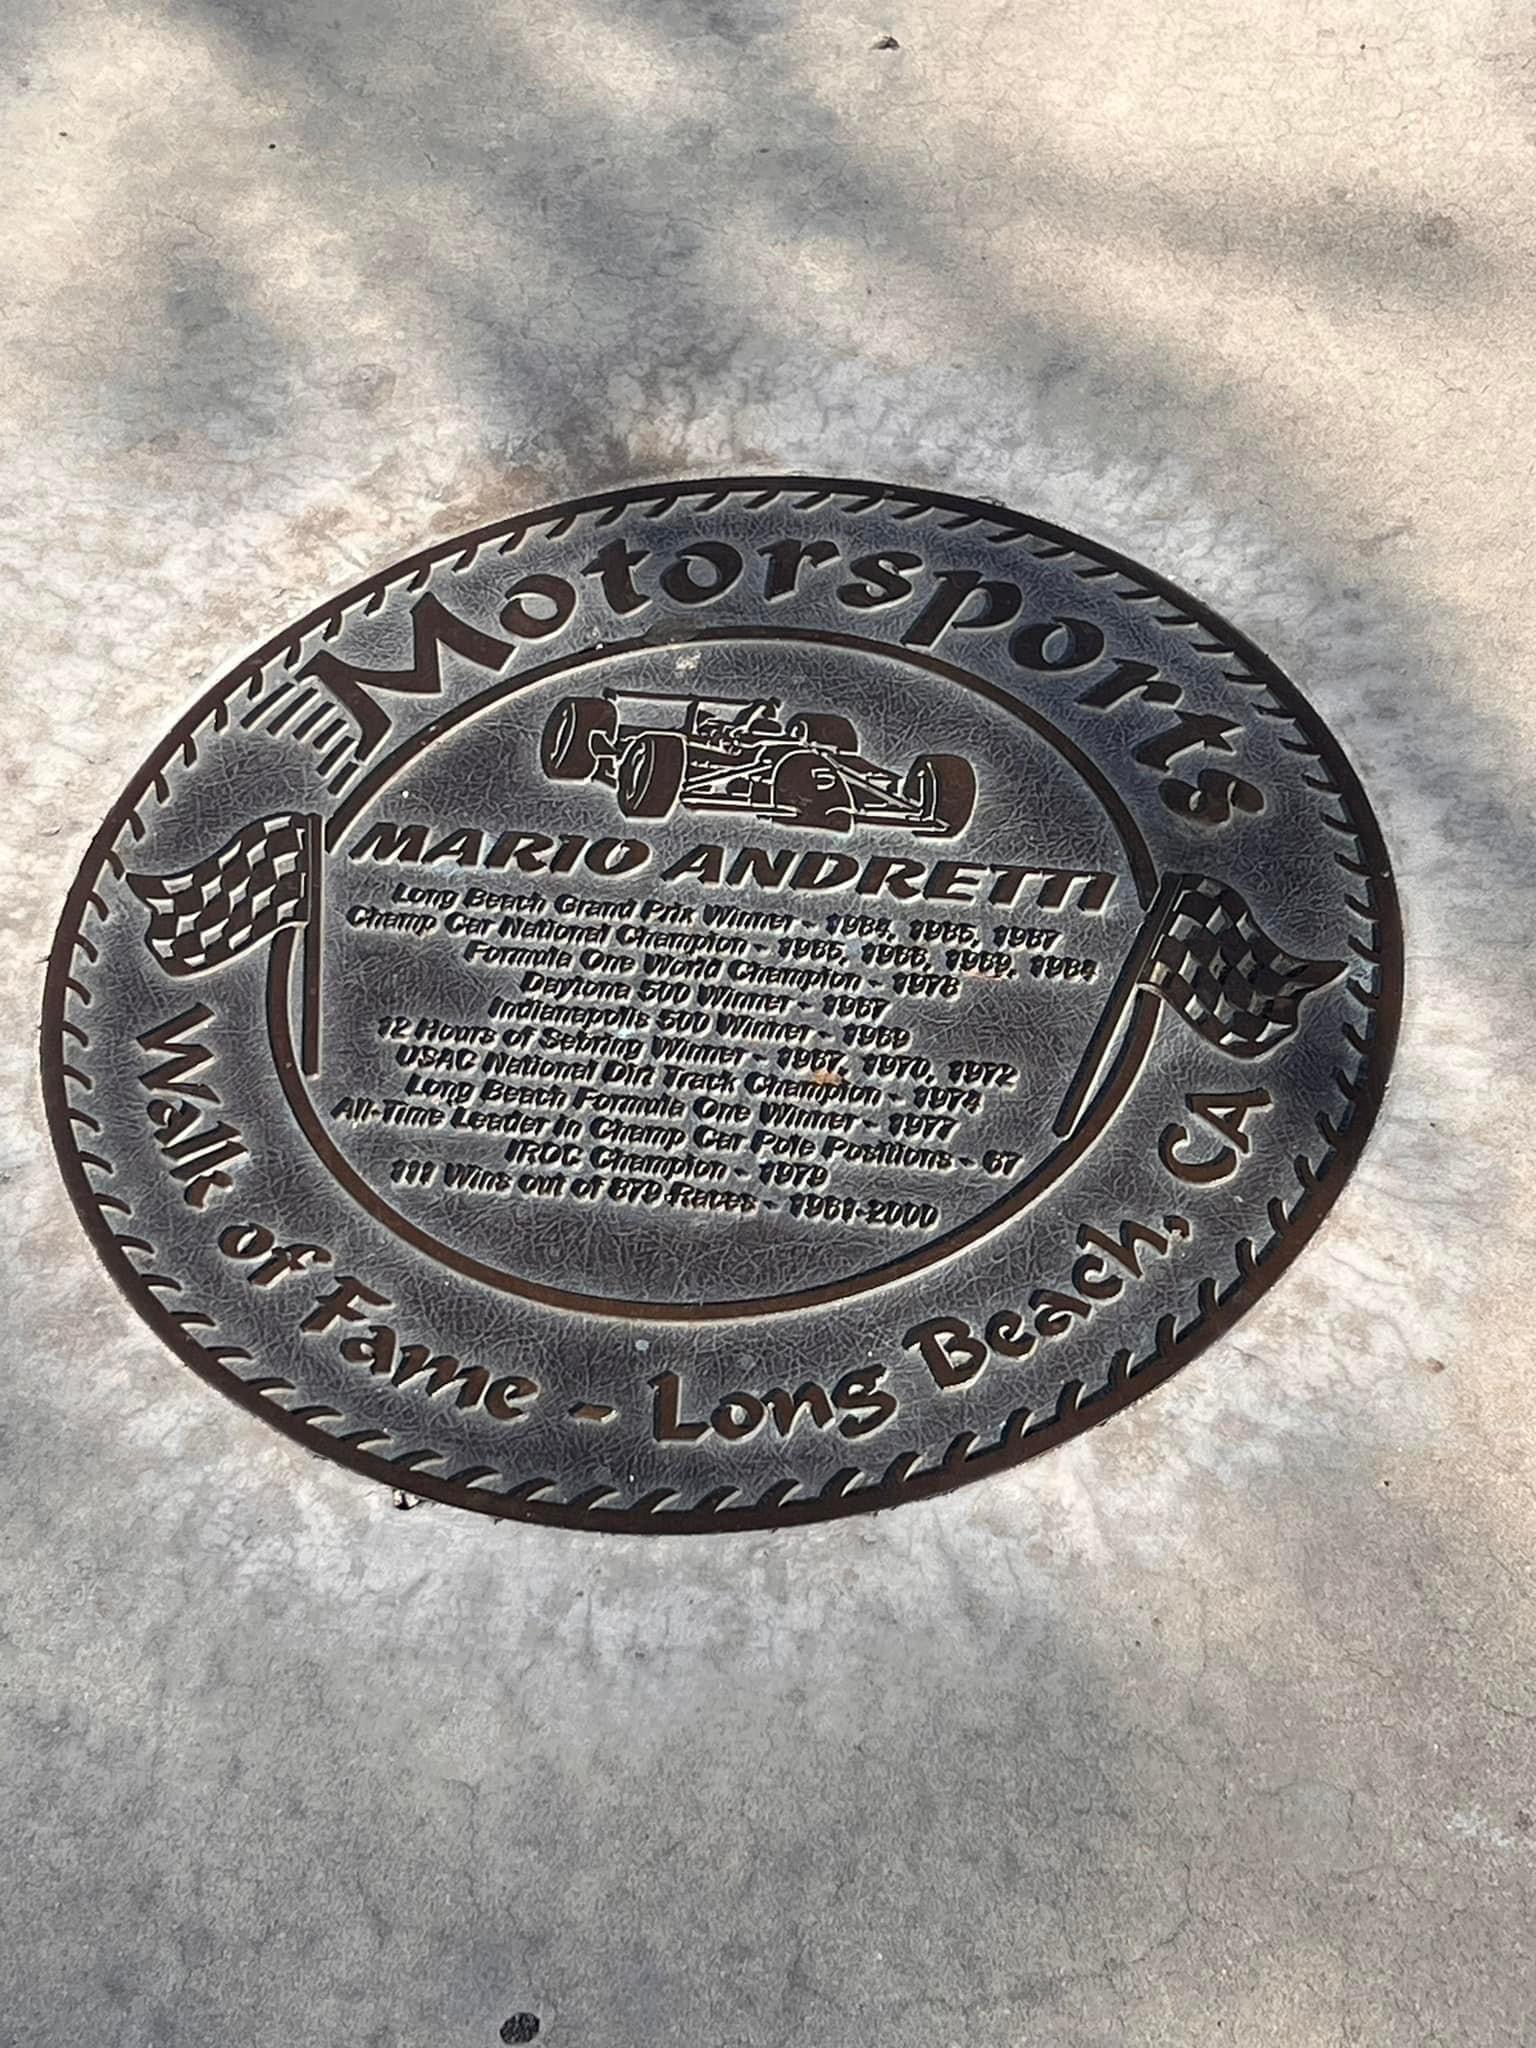 Motorsports
MARIO ANDRETTI
Long Beach Grand Prix Winner - 1984, 1985, 1987
Champ Car National Champion - 1965, 1966, 1969, 1984
Formula One World Champion - 1978
Daytona 500 Winner - 1967
Indianapolis 500 Winner - 1969
12 Hours of Sebring Winner - 1967, 1970, 1972
USAC National Dirt Track Champion - 1974
Long Beach Formula One Winner - 1977
All-Time Leader in Champ Car Pole Positions - 67
IROC Champion - 1979
111 Wins out of 879 Races - 1961-2000
Walk of Fame - Long Beach, CA